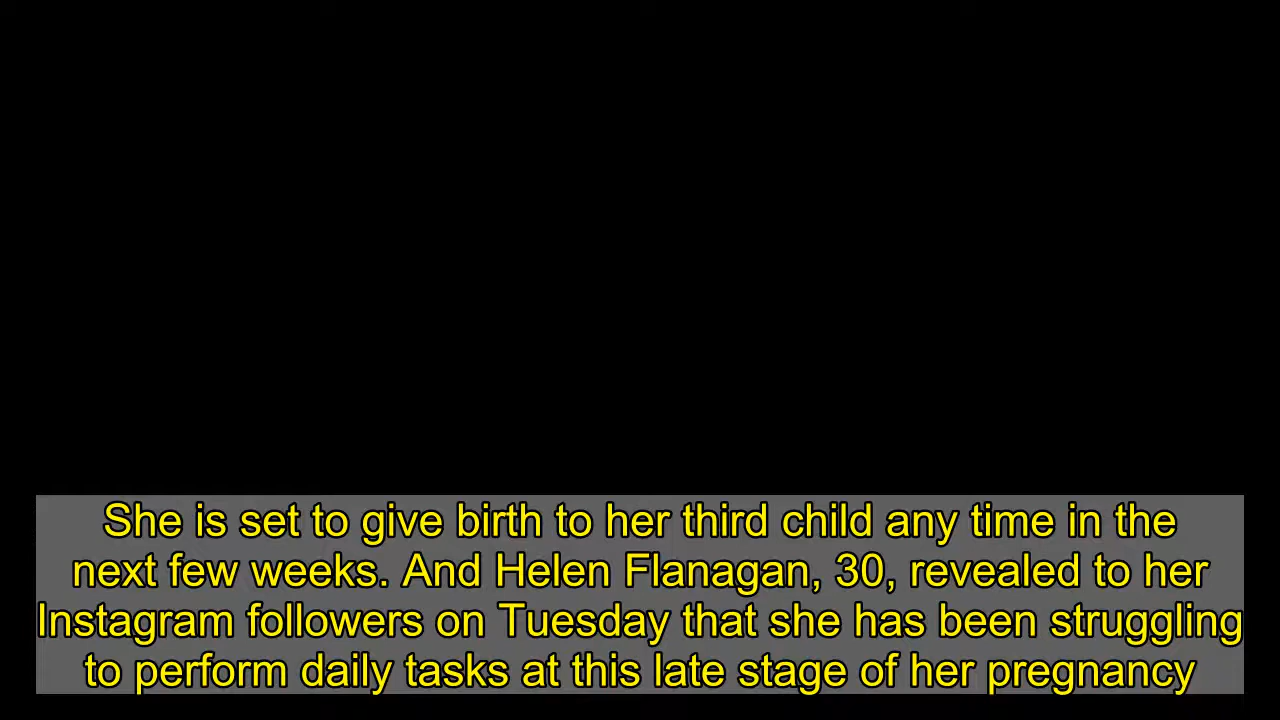 She is set to give birth to her third child any time in the
next few weeks. And Helen Flanagan, 30, revealed to her
Instagram followers on Tuesday that she has been struggling
to perform daily tasks at this late stage of her pregnancy